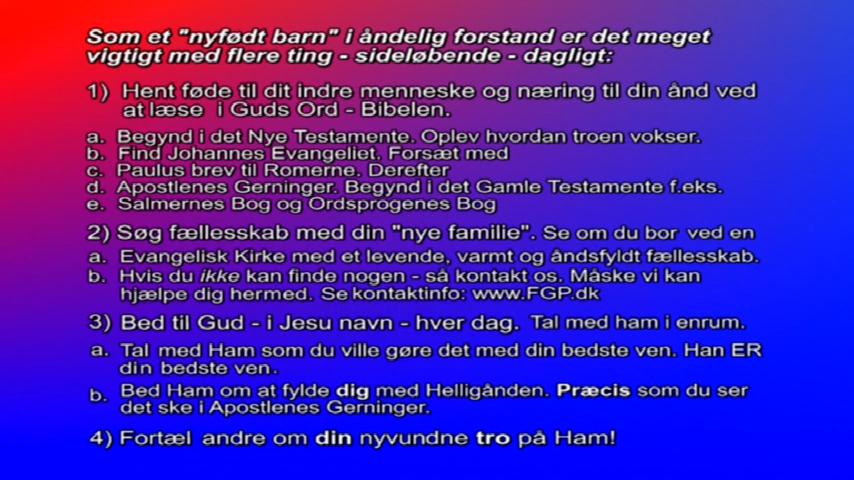 Som et "nyfødt barn" i åndelig forstand er det meget
vigtigt med flere ting - sideløbende - dagligt:
1) Hent føde til dit indre menneske og næring til din ånd ved
at læse i Guds Ord - Bibelen.
a. Begynd i det Nye Testamente. Oplev hvordan troen vokser.
b. Find Johannes Evangeliet. Forsæt med
c. Paulus brev til Romerne. Derefter
d. Apostlenes Gerninger. Begynd i det Gamle Testamente f.eks.
e. Salmernes Bog og Ordsprogenes Bog
2) Søg fællesskab med din "nye familie". Se om du bor ved en
a. Evangelisk Kirke med et levende, varmt og åndsfyldt fællesskab.
b. Hvis du ikke kan finde nogen - så kontakt os. Måske vi kan
hjælpe dig hermed. Se kontaktinfo: www.FGP.dk
3) Bed til Gud - i Jesu navn - hver dag. Tal med ham i enrum.
a. Tal med Ham som du ville gøre det med din bedste ven. Han ER
din bedste ven.
b. Bed Ham om at fylde dig med Helligånden. Præcis som du ser
det ske i Apostlenes Gerninger.
4) Fortæl andre om din nyvundne tro på Ham!